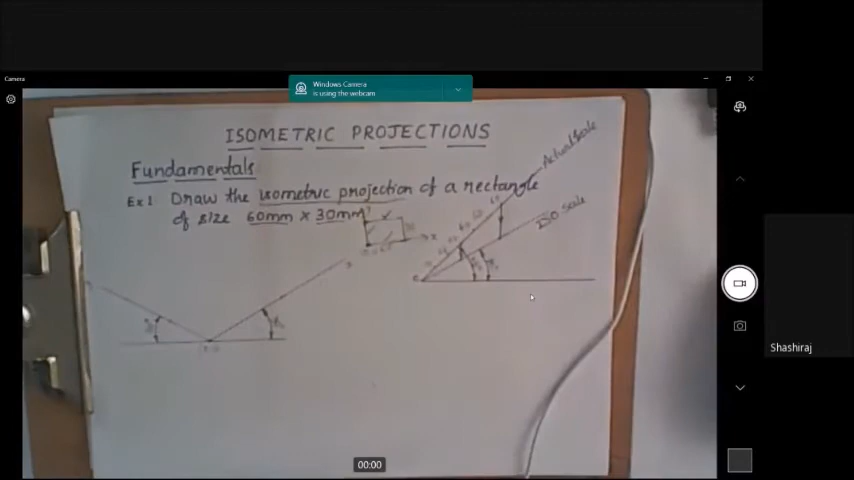 Camera
Windows Camera
is using the webcam
ISOMETRIC PROJECTIONS
Fundamentals
Ex 1 Draw the isometric projection of a rectangle
of size 60mm x 30mm
Actual scale
ISO scale
Shashiraj
00:00